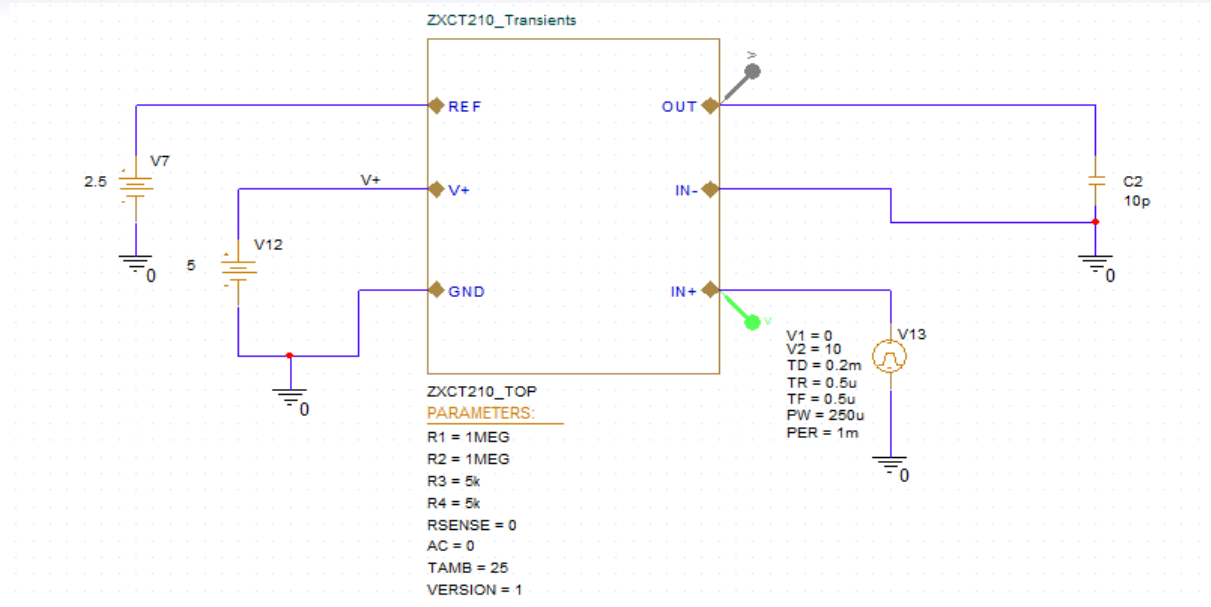 ZXCT210_Transients
V
REF
OUT
V7
2.5
V+
V+
IN-
C2
10p
V12
5
0
0
GND
IN+
V
V1 = 0
V2 = 10
TD = 0.2m
TR = 0.5u
TF = 0.5u
PW = 250u
PER = 1m
V13
ZXCT210_TOP
0
PARAMETERS:
R1 = 1MEG
R2 = 1MEG
R3 = 5k
R4 = 5k
RSENSE = 0
AC = 0
TAMB = 25
VERSION = 1
0